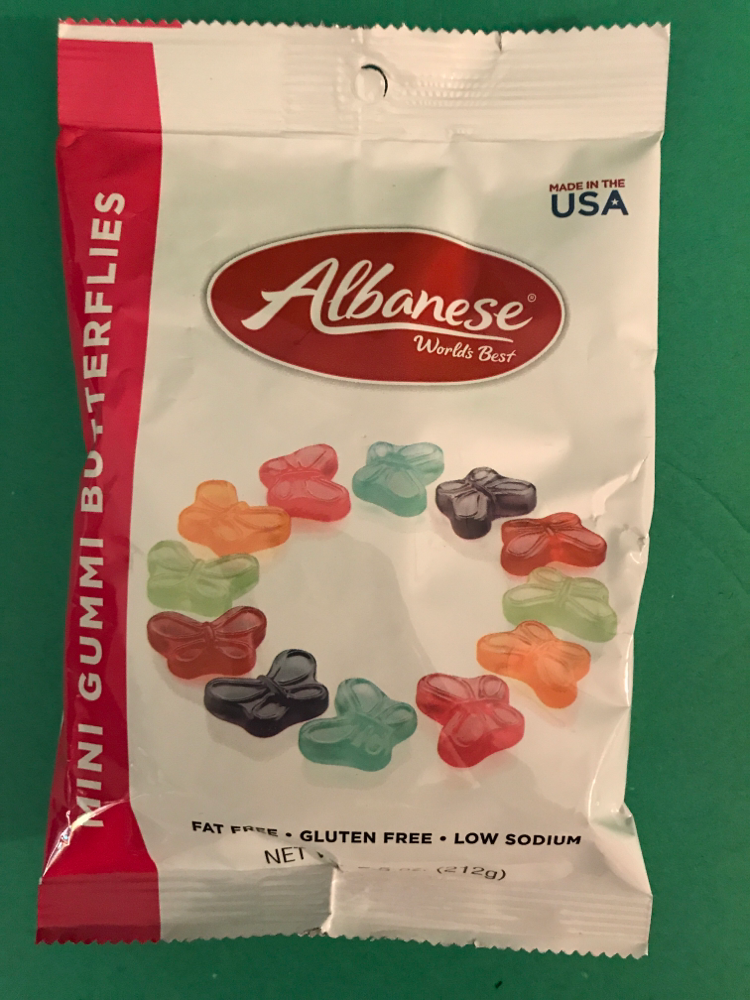 MADE IN THE
USA
Albanese®
World's Best
MINI GUMMI BUTTERFLIES
FAT FREE • GLUTEN FREE • LOW SODIUM
NET (212g)